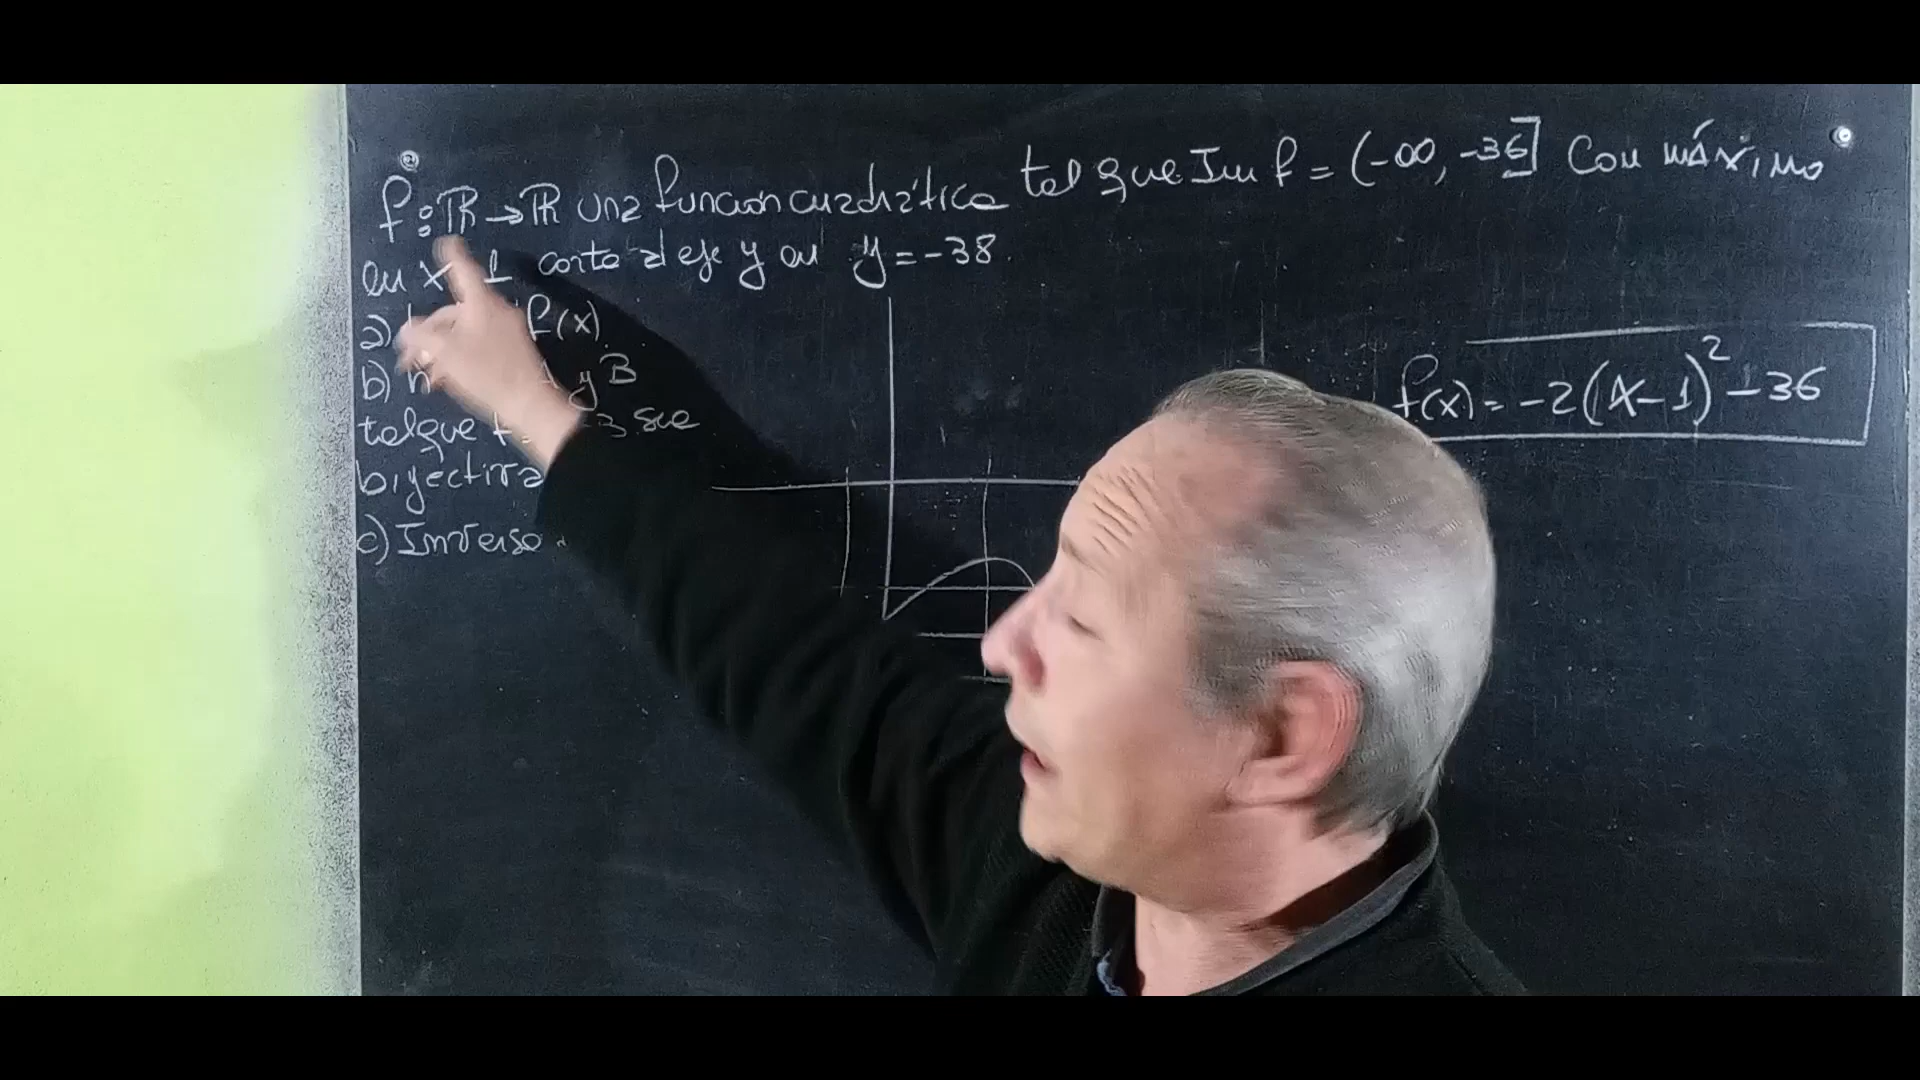 f: ℝ → ℝ una función cuadrática tal que Im f = (-∞, -36] con máximo
en x 1 corta al eje y en y = -38.
a) f(x).
b) A y B
tal que f: sea
biyectiva
c) Inversa.
f(x) = -2(x-1)² - 36